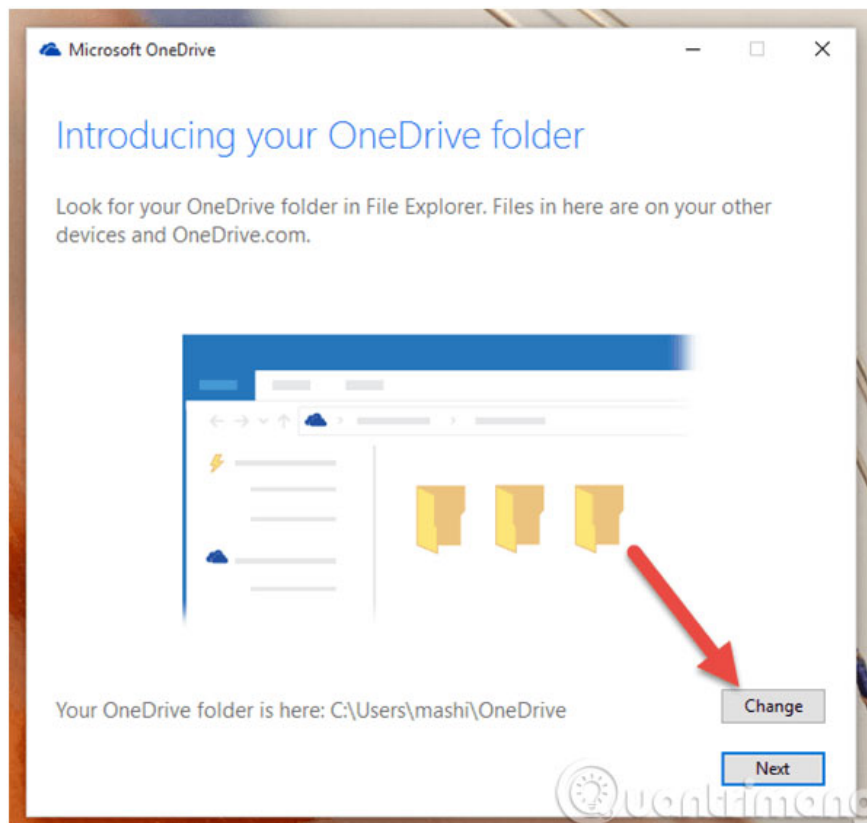 Microsoft OneDrive
Introducing your OneDrive folder
Look for your OneDrive folder in File Explorer. Files in here are on your other
devices and OneDrive.com.
Your OneDrive folder is here: C:\Users\mashi\OneDrive
Change
Next
Quantrimang